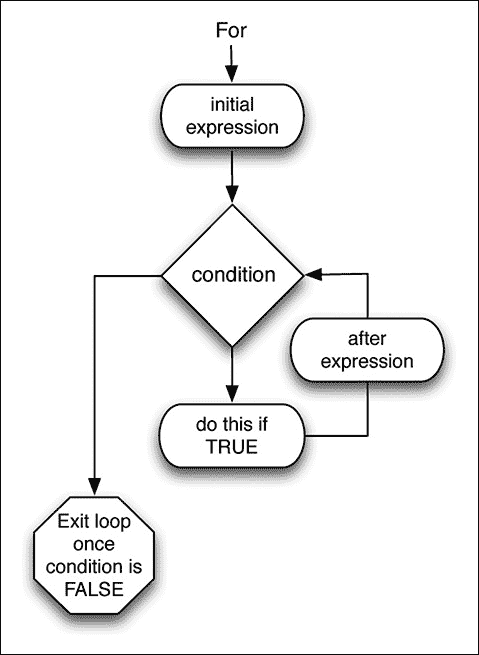 For
initial
expression
condition
after
expression
do this if
TRUE
Exit loop
once
condition is
FALSE